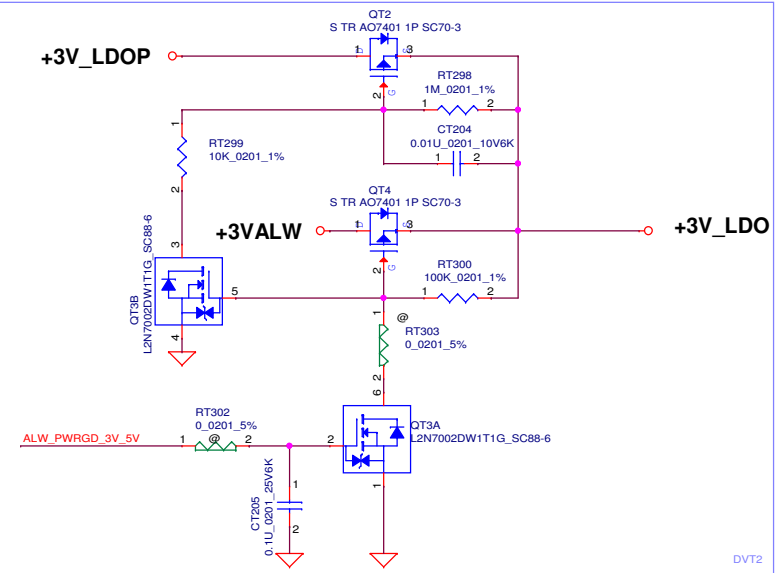 QT2
S TR AO7401 1P SC70-3
+3V_LDOP
1
D
S
3
2
G
RT298
1M_0201_1%
1
2
CT204
0.01U_0201_10V6K
1
2
1
RT299
10K_0201_1%
2
QT4
S TR AO7401 1P SC70-3
+3VALW
1
D
S
3
+3V_LDO
2
G
RT300
100K_0201_1%
1
2
3
QT3B
L2N7002DW1T1G_SC88-6
5
4
1
@
RT303
0_0201_5%
2
6
RT302
0_0201_5%
@
ALW_PWRGD_3V_5V
1
2
2
QT3A
L2N7002DW1T1G_SC88-6
1
CT205
0.1U_0201_25V6K
1
2
DVT2